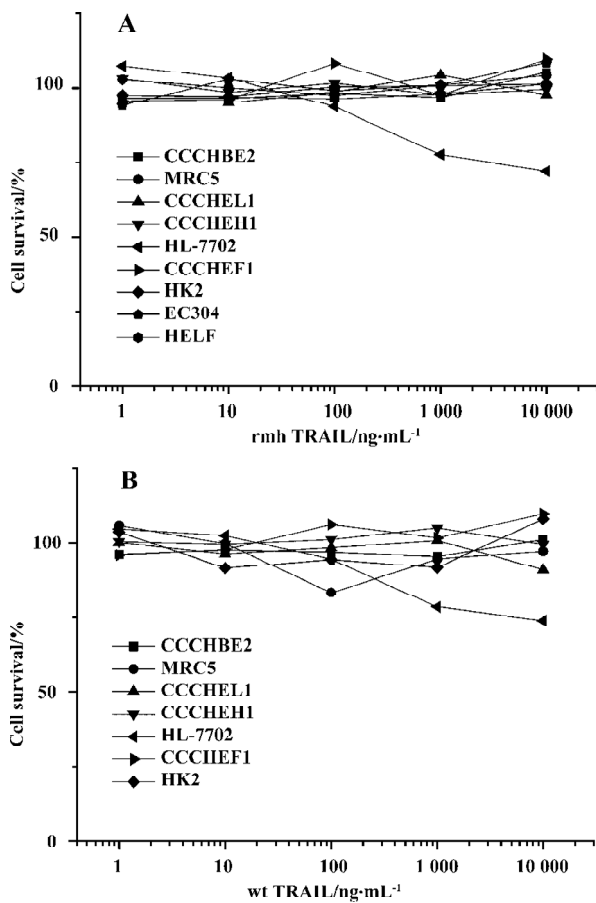 A
Cell survival/%
100
50
0
CCCHBE2
MRC5
CCCHEL1
CCCHEH1
HL-7702
CCCHEF1
HK2
EC304
HELF
1 10 100 1 000 10 000
rmh TRAIL/ng·mL⁻¹
B
Cell survival/%
100
50
0
CCCHBE2
MRC5
CCCHEL1
CCCHEH1
HL-7702
CCCHEF1
HK2
1 10 100 1 000 10 000
wt TRAIL/ng·mL⁻¹